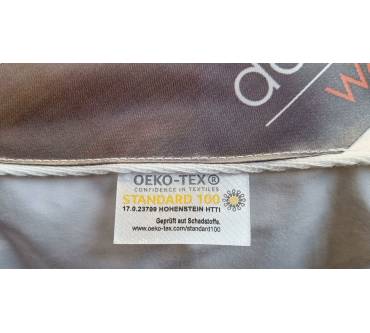 OEKO-TEX®
CONFIDENCE IN TEXTILES
STANDARD 100
17.0.23709 HOHENSTEIN HTTI
Geprüft auf Schadstoffe.
www.oeko-tex.com/standard100